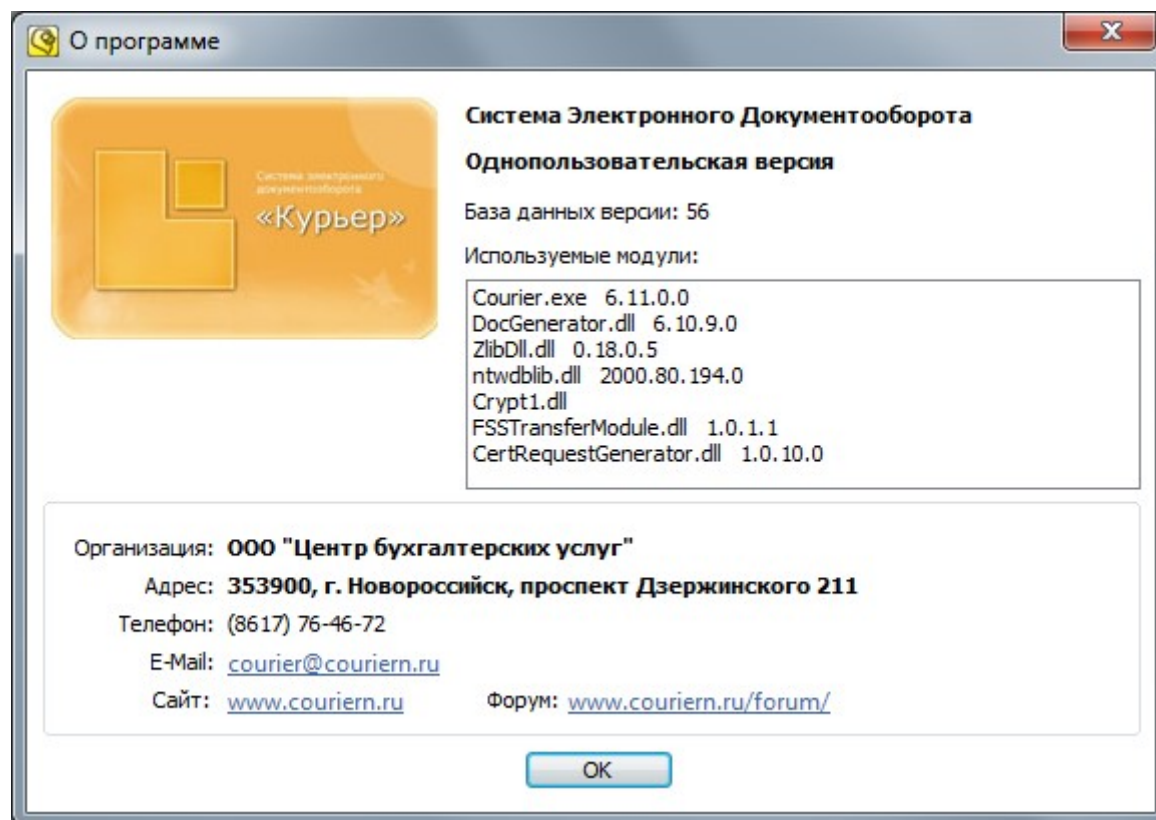 О программе
Система электронного
документооборота
«Курьер»
Система Электронного Документооборота
Однопользовательская версия
База данных версии: 56
Используемые модули:
Courier.exe 6.11.0.0
DocGenerator.dll 6.10.9.0
ZlibDll.dll 0.18.0.5
ntwdblib.dll 2000.80.194.0
Crypt1.dll
FSSTransferModule.dll 1.0.1.1
CertRequestGenerator.dll 1.0.10.0
Организация: ООО "Центр бухгалтерских услуг"
Адрес: 353900, г. Новороссийск, проспект Дзержинского 211
Телефон: (8617) 76-46-72
E-Mail: courier@couriern.ru
Сайт: www.couriern.ru Форум: www.couriern.ru/forum/
OK